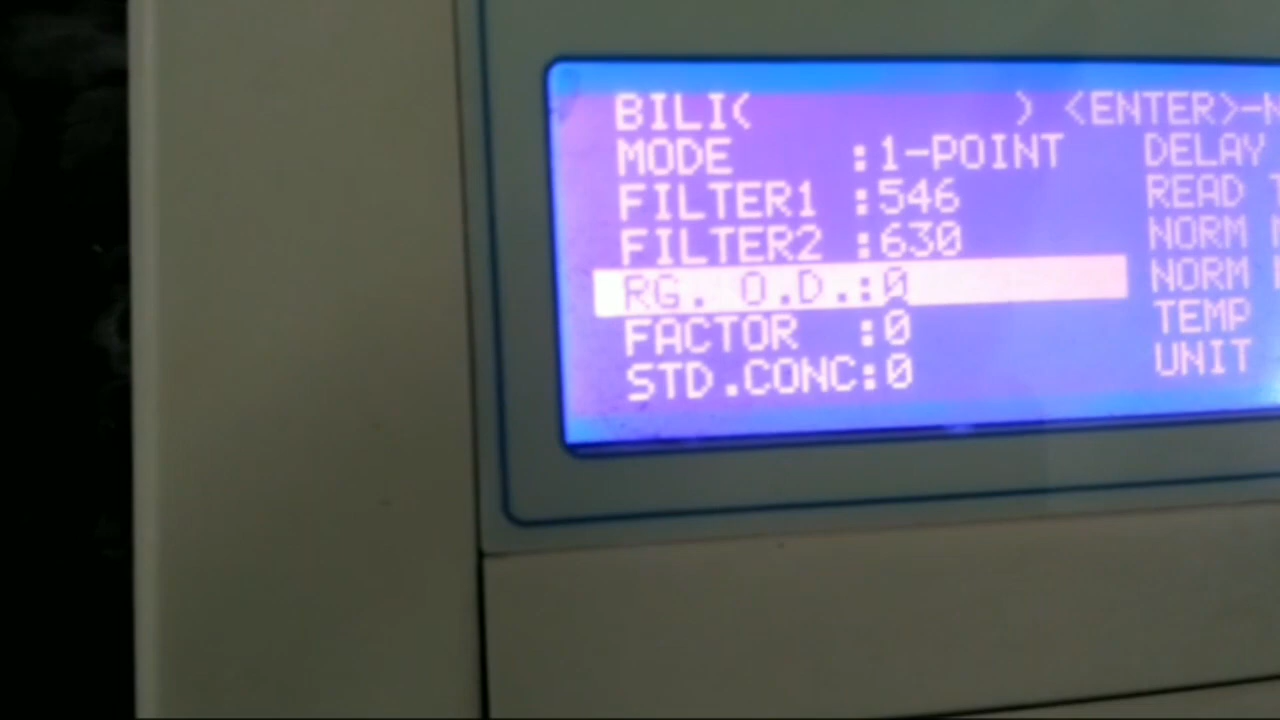 BILI( ) <ENTER>-
MODE :1-POINT DELAY
FILTER1 :546 READ
FILTER2 :630 NORM
RG. O.D.:0 NORM
FACTOR :0 TEMP
STD.CONC:0 UNIT